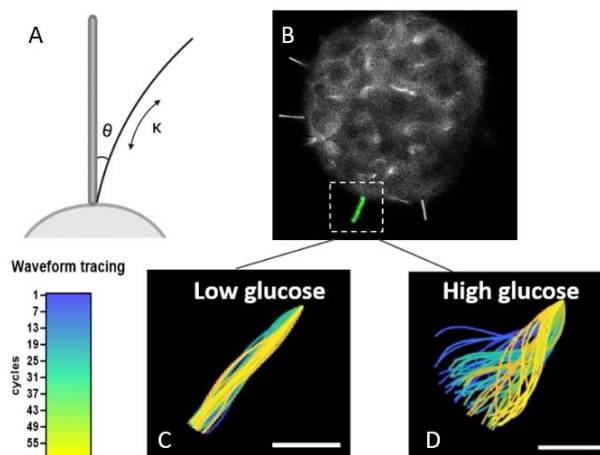 A
B
θ
κ
Waveform tracing
1
7
13
19
25
31
37
43
49
55
cycles
Low glucose
High glucose
C
D